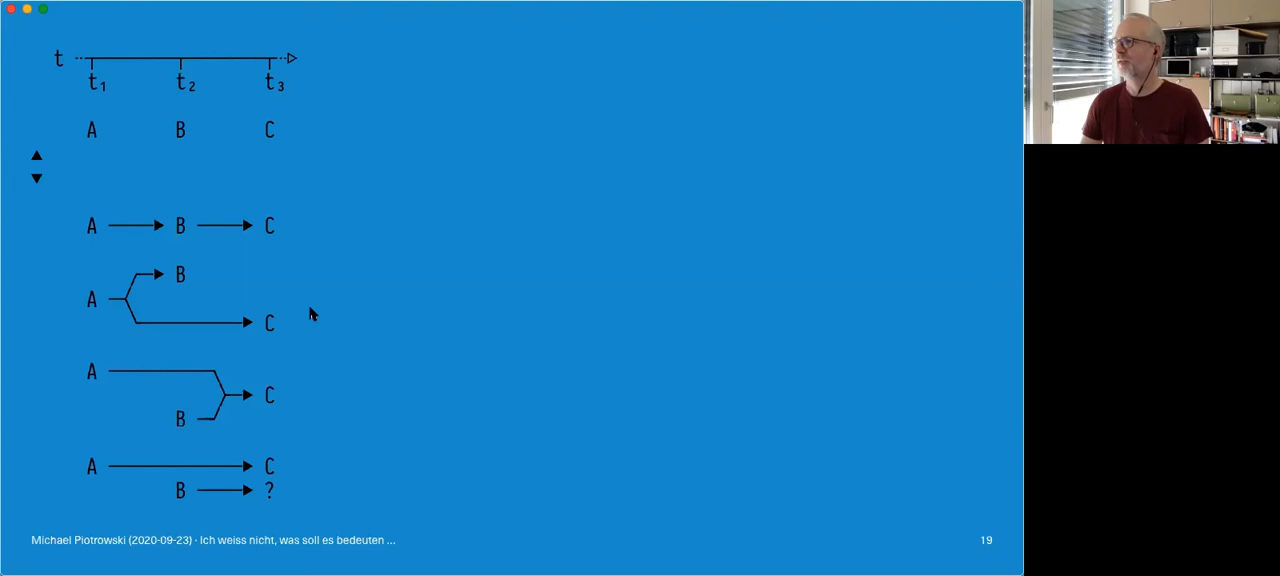 t
t1 t2 t3
A B C
A B C
B
A
C
A
C
B
A C
B ?
Michael Piotrowski (2020-09-23) · Ich weiss nicht, was soll es bedeuten ... 19